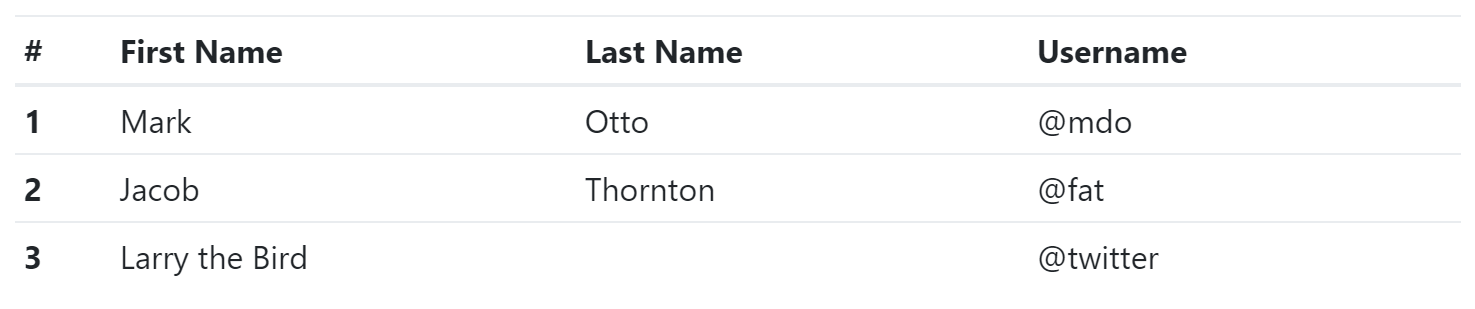 # First Name Last Name Username
1 Mark Otto @mdo
2 Jacob Thornton @fat
3 Larry the Bird @twitter